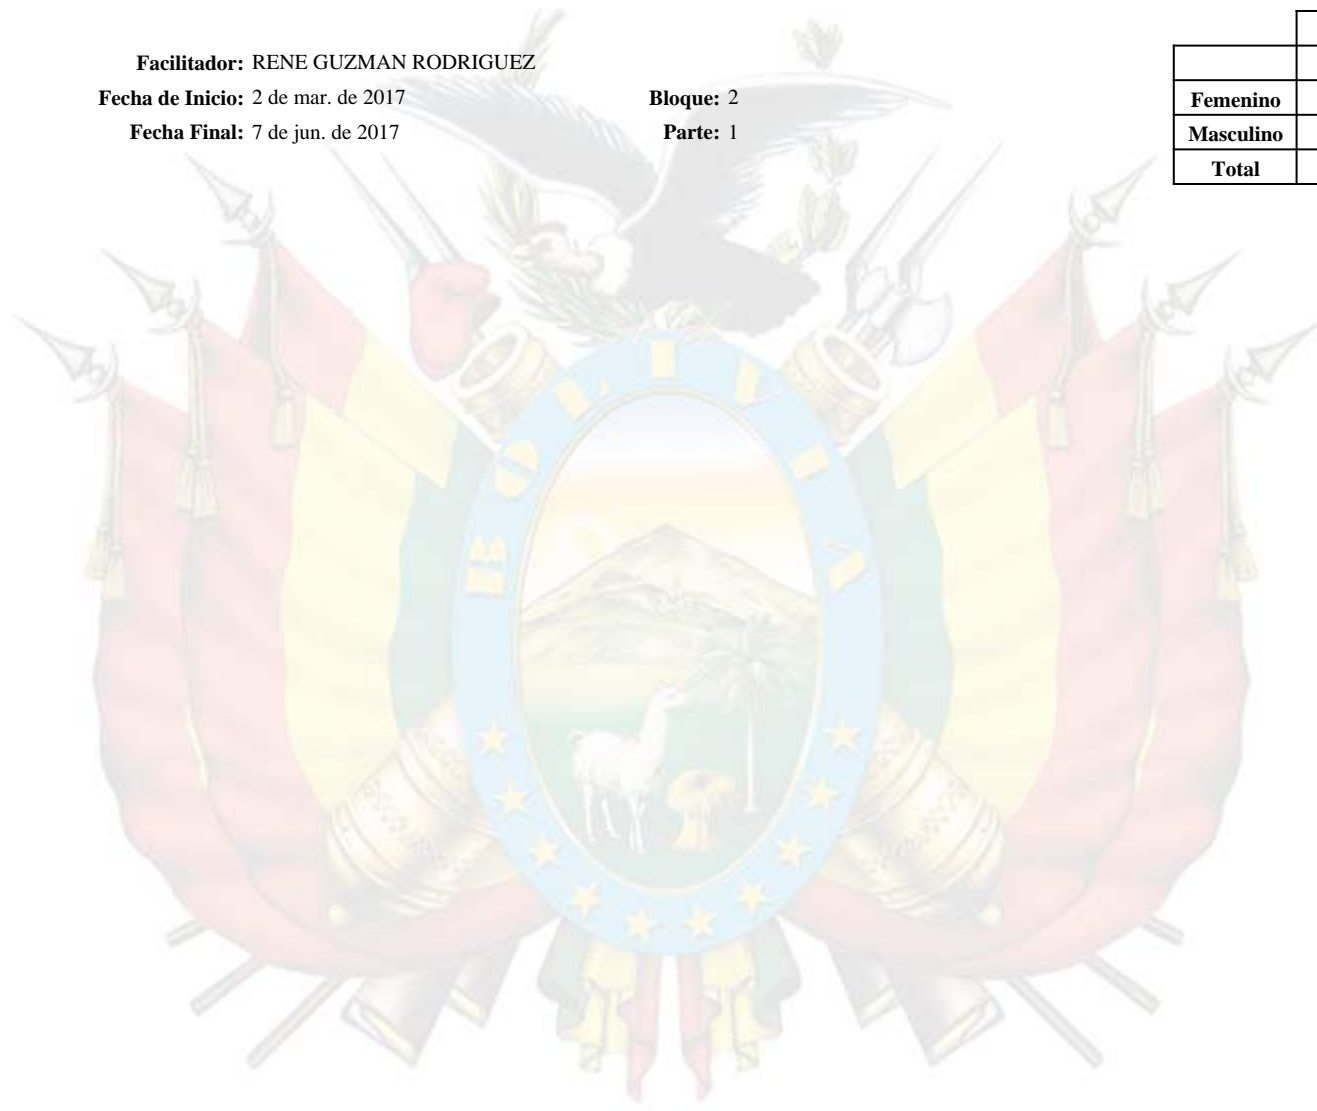 Facilitador: RENE GUZMAN RODRIGUEZ
Fecha de Inicio: 2 de mar. de 2017 Bloque: 2
Fecha Final: 7 de jun. de 2017 Parte: 1
Femenino
Masculino
Total
BOLIVIA